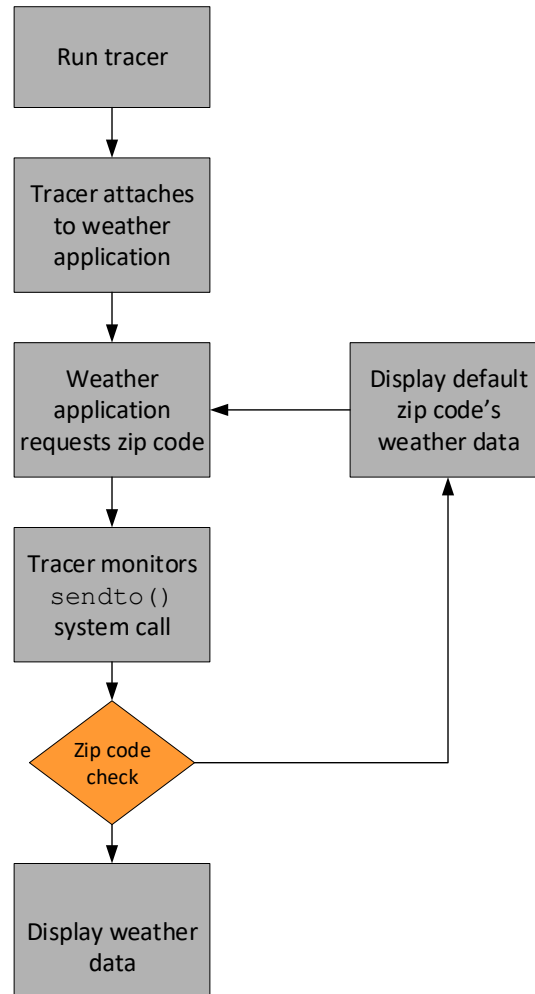 Run tracer
Tracer attaches
to weather
application
Weather
application
requests zip code
Display default
zip code’s
weather data
Tracer monitors
sendto()
system call
Zip code
check
Display weather
data